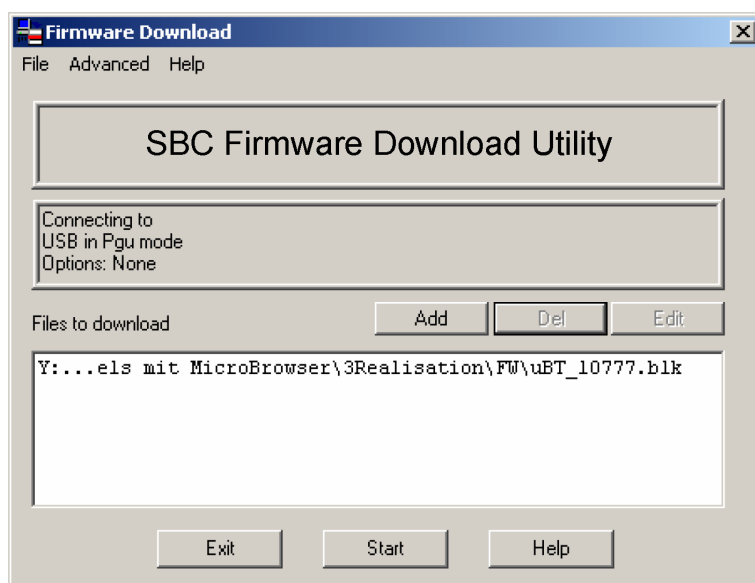 Firmware Download
File Advanced Help
SBC Firmware Download Utility
Connecting to
USB in Pgu mode
Options: None
Files to download
Add Del Edit
Y:...els mit MicroBrowser\3Realisation\FW\uBT_10777.blk
Exit Start Help